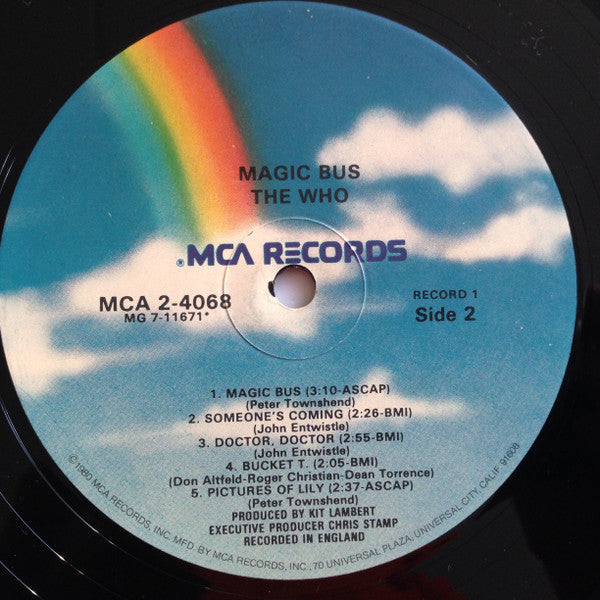 MAGIC BUS
THE WHO
®MCA RECORDS
MCA 2-4068
MG 7-11671*
RECORD 1
Side 2
1. MAGIC BUS (3:10-ASCAP)
(Peter Townshend)
2. SOMEONE'S COMING (2:26-BMI)
(John Entwistle)
3. DOCTOR, DOCTOR (2:55-BMI)
(John Entwistle)
4. BUCKET T. (2:05-BMI)
(Don Altfeld-Roger Christian-Dean Torrence)
5. PICTURES OF LILY (2:37-ASCAP)
(Peter Townshend)
PRODUCED BY KIT LAMBERT
EXECUTIVE PRODUCER CHRIS STAMP
RECORDED IN ENGLAND
©1980 MCA RECORDS, INC. MFD. BY MCA RECORDS, INC., 70 UNIVERSAL PLAZA, UNIVERSAL CITY, CALIF. 91608